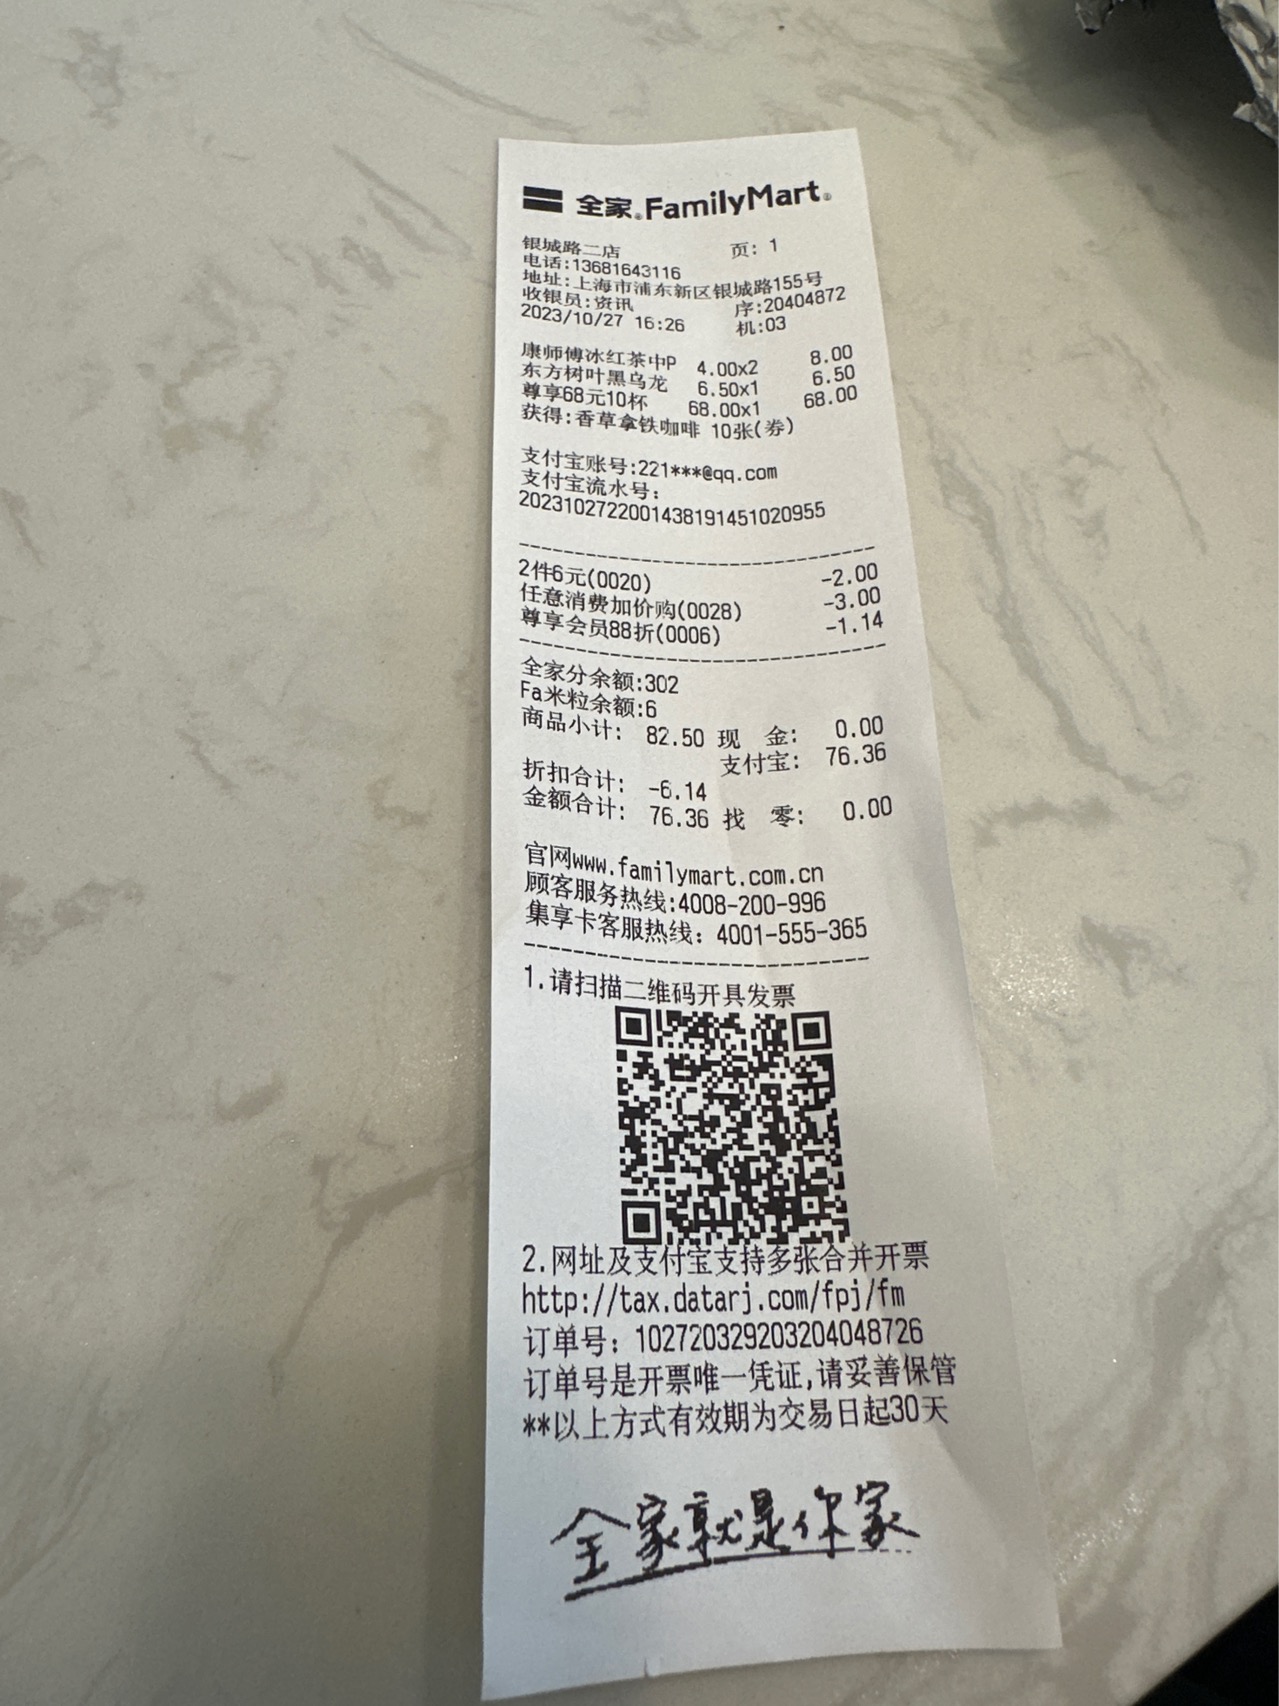 全家®FamilyMart®
银城路二店 页: 1
电话:13681643116
地址:上海市浦东新区银城路155号
收银员:资讯 序:20404872
2023/10/27 16:26 机:03
康师傅冰红茶中P 4.00x2 8.00
东方树叶黑乌龙 6.50x1 6.50
尊享68元10杯 68.00x1 68.00
获得:香草拿铁咖啡 10张(券)
支付宝账号:221***@qq.com
支付宝流水号:
2023102722001438191451020955
2件6元(0020) -2.00
任意消费加价购(0028) -3.00
尊享会员88折(0006) -1.14
全家分余额:302
Fa米粒余额:6
商品小计: 82.50 现 金: 0.00
支付宝: 76.36
折扣合计: -6.14
金额合计: 76.36 找 零: 0.00
官网www.familymart.com.cn
顾客服务热线:4008-200-996
集享卡客服热线: 4001-555-365
1.请扫描二维码开具发票
2.网址及支付宝支持多张合并开票
http://tax.datarj.com/fpj/fm
订单号: 102720329203204048726
订单号是开票唯一凭证,请妥善保管
**以上方式有效期为交易日起30天
全家就是你家